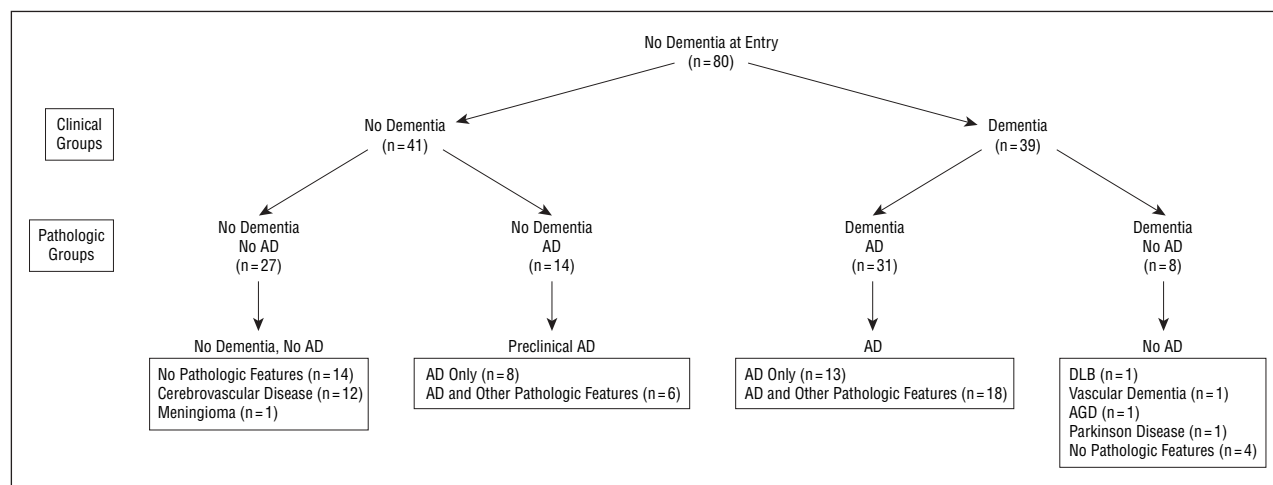 No Dementia at Entry
(n=80)
Clinical
Groups
No Dementia
(n=41)
Dementia
(n=39)
Pathologic
Groups
No Dementia
No AD
(n=27)
No Dementia
AD
(n=14)
Dementia
AD
(n=31)
Dementia
No AD
(n=8)
No Dementia, No AD
No Pathologic Features (n=14)
Cerebrovascular Disease (n=12)
Meningioma (n=1)
Preclinical AD
AD Only (n=8)
AD and Other Pathologic Features (n=6)
AD
AD Only (n=13)
AD and Other Pathologic Features (n=18)
No AD
DLB (n=1)
Vascular Dementia (n=1)
AGD (n=1)
Parkinson Disease (n=1)
No Pathologic Features (n=4)